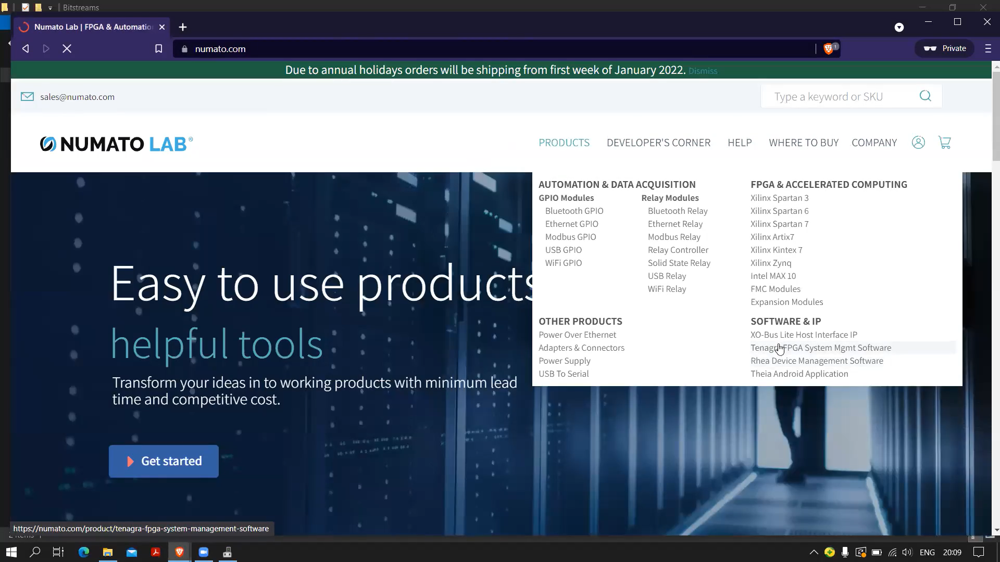 Bitstreams
Numato Lab | FPGA & Automatio
numato.com
1
Private
Due to annual holidays orders will be shipping from first week of January 2022. Dismiss
sales@numato.com
Type a keyword or SKU
NUMATO LAB®
PRODUCTS DEVELOPER'S CORNER HELP WHERE TO BUY COMPANY
AUTOMATION & DATA ACQUISITION
GPIO Modules
Bluetooth GPIO
Ethernet GPIO
Modbus GPIO
USB GPIO
WiFi GPIO
Relay Modules
Bluetooth Relay
Ethernet Relay
Modbus Relay
Relay Controller
Solid State Relay
USB Relay
WiFi Relay
FPGA & ACCELERATED COMPUTING
Xilinx Spartan 3
Xilinx Spartan 6
Xilinx Spartan 7
Xilinx Artix7
Xilinx Kintex 7
Xilinx Zynq
Intel MAX 10
FMC Modules
Expansion Modules
OTHER PRODUCTS
Power Over Ethernet
Adapters & Connectors
Power Supply
USB To Serial
SOFTWARE & IP
XO-Bus Lite Host Interface IP
Tenagra FPGA System Mgmt Software
Rhea Device Management Software
Theia Android Application
Easy to use products
helpful tools
Transform your ideas in to working products with minimum lead
time and competitive cost.
Get started
https://numato.com/product/tenagra-fpga-system-management-software
ENG 20:09